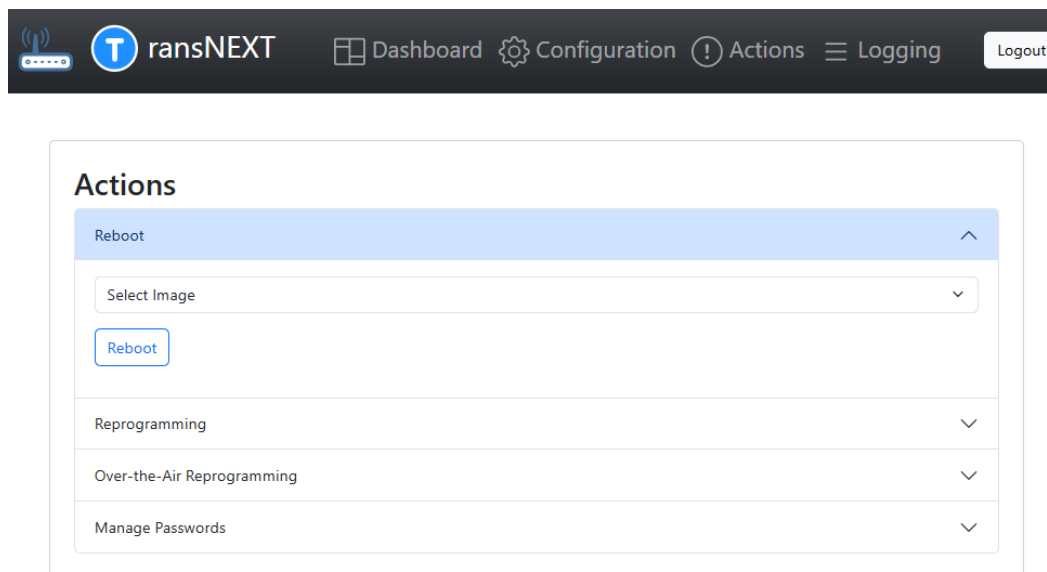 T ransNEXT Dashboard Configuration Actions Logging Logout
Actions
Reboot
Select Image
Reboot
Reprogramming
Over-the-Air Reprogramming
Manage Passwords